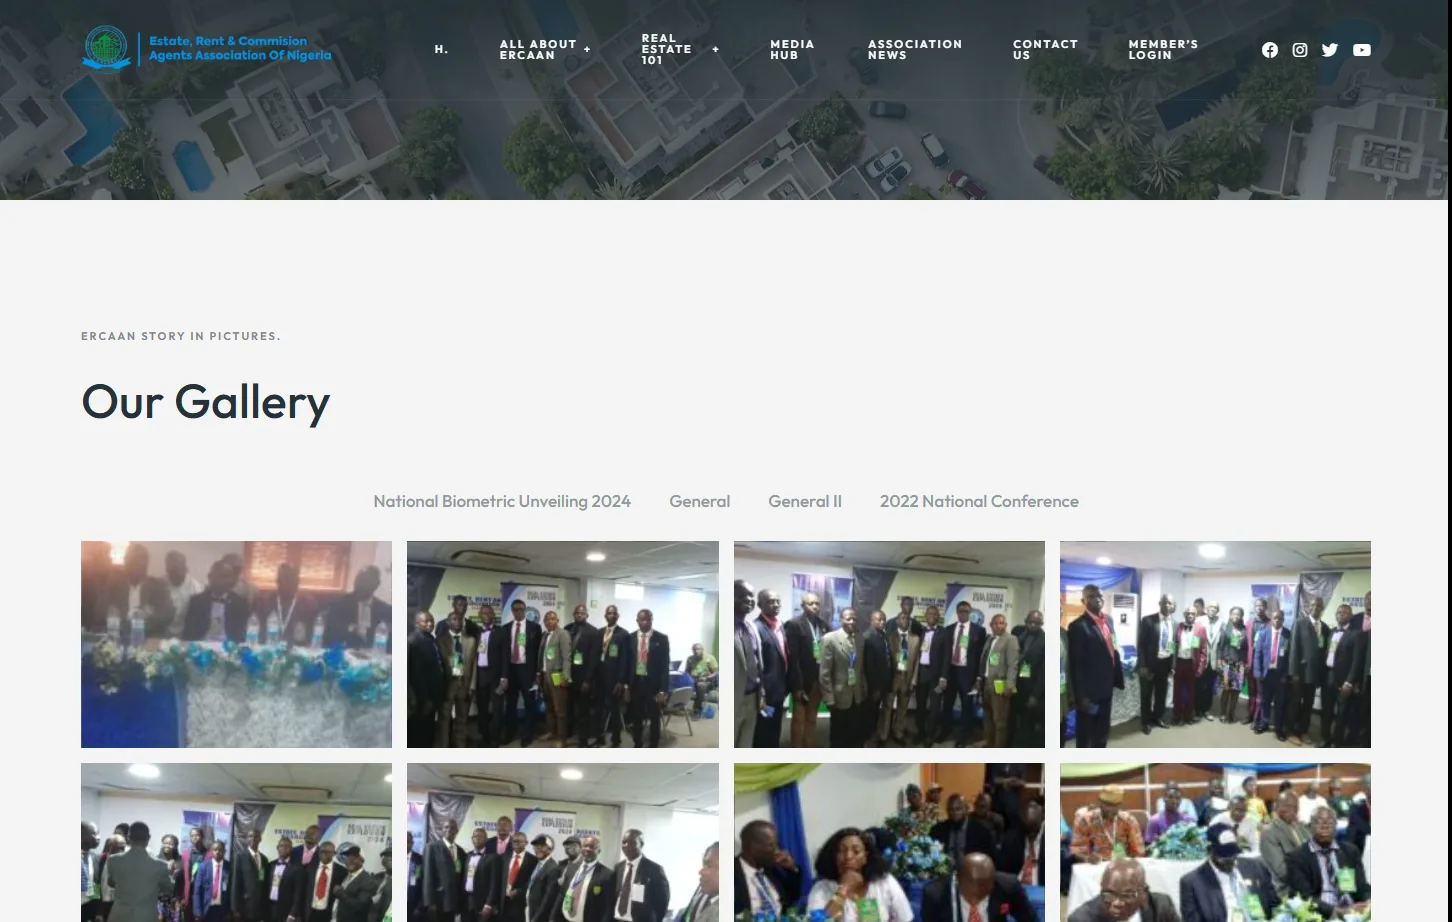 Estate, Rent & Commision
Agents Association Of Nigeria
H.
ALL ABOUT
ERCAAN +
REAL
ESTATE
101 +
MEDIA
HUB
ASSOCIATION
NEWS
CONTACT
US
MEMBER'S
LOGIN
ERCAAN STORY IN PICTURES.
Our Gallery
National Biometric Unveiling 2024
General
General II
2022 National Conference